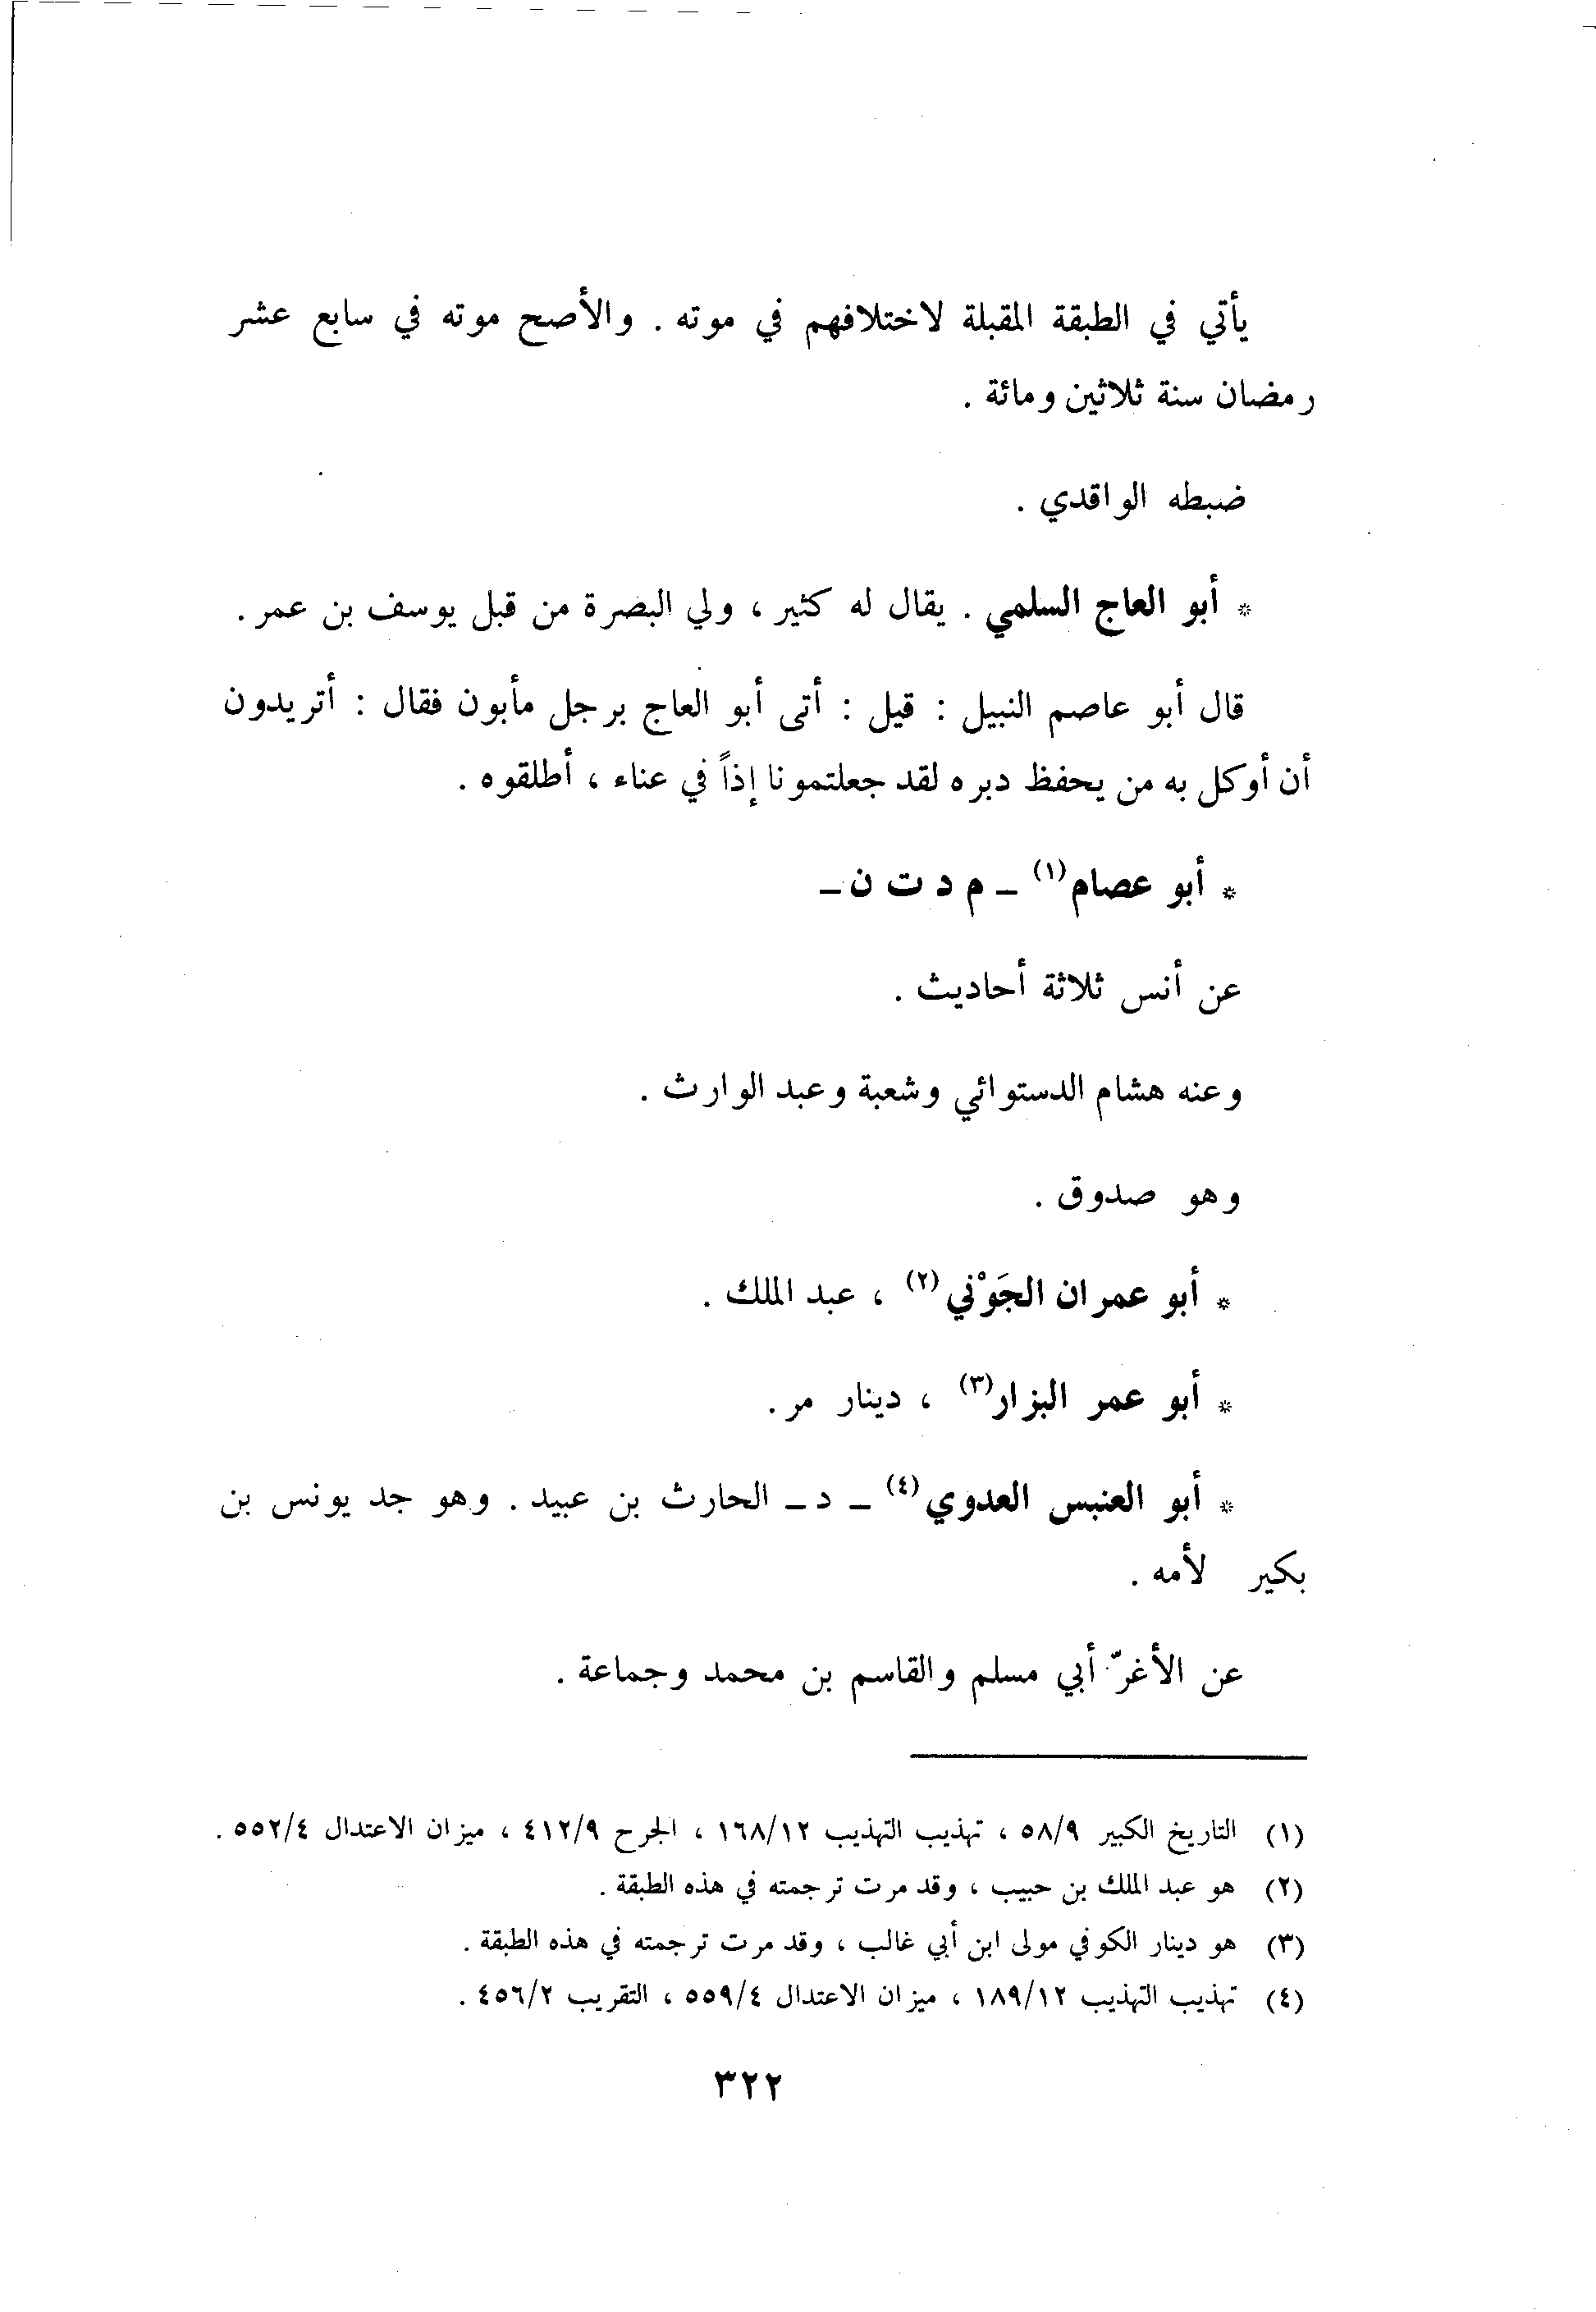 يأتي في الطبقة المقبلة لاختلافهم في موته . والأصح موته في سابع عشر
رمضان سنة ثلاثين ومائة .
ضبطه الواقدي .
* أبو العاج السلمي . يقال له كثير ، ولي البصرة من قبل يوسف بن عمر .
قال أبو عاصم النبيل : قيل : أتى أبو العاج برجل مأبون فقال : أتريدون
أن أوكل به من يحفظ دبره لقد جعلتمونا إذاً في عناء ، أطلقوه .
* أبو عصام(١) – م د ت ن –
عن أنس ثلاثة أحاديث .
وعنه هشام الدستوائي وشعبة وعبد الوارث .
وهو صدوق .
* أبو عمران الجَوْني(٢) ، عبد الملك .
* أبو عمر البزار(٣) ، دينار مر .
* أبو العنبس العدوي(٤) – د – الحارث بن عبيد . وهو جد يونس بن
بكير لأمه .
عن الأغرّ أبي مسلم والقاسم بن محمد وجماعة .
(١) التاريخ الكبير ٥٨/٩ ، تهذيب التهذيب ١٦٨/١٢ ، الجرح ٤١٢/٩ ، ميزان الاعتدال ٥٥٢/٤ .
(٢) هو عبد الملك بن حبيب ، وقد مرت ترجمته في هذه الطبقة .
(٣) هو دينار الكوفي مولى ابن أبي غالب ، وقد مرت ترجمته في هذه الطبقة .
(٤) تهذيب التهذيب ١٨٩/١٢ ، ميزان الاعتدال ٥٥٩/٤ ، التقريب ٤٥٦/٢ .
٣٢٢